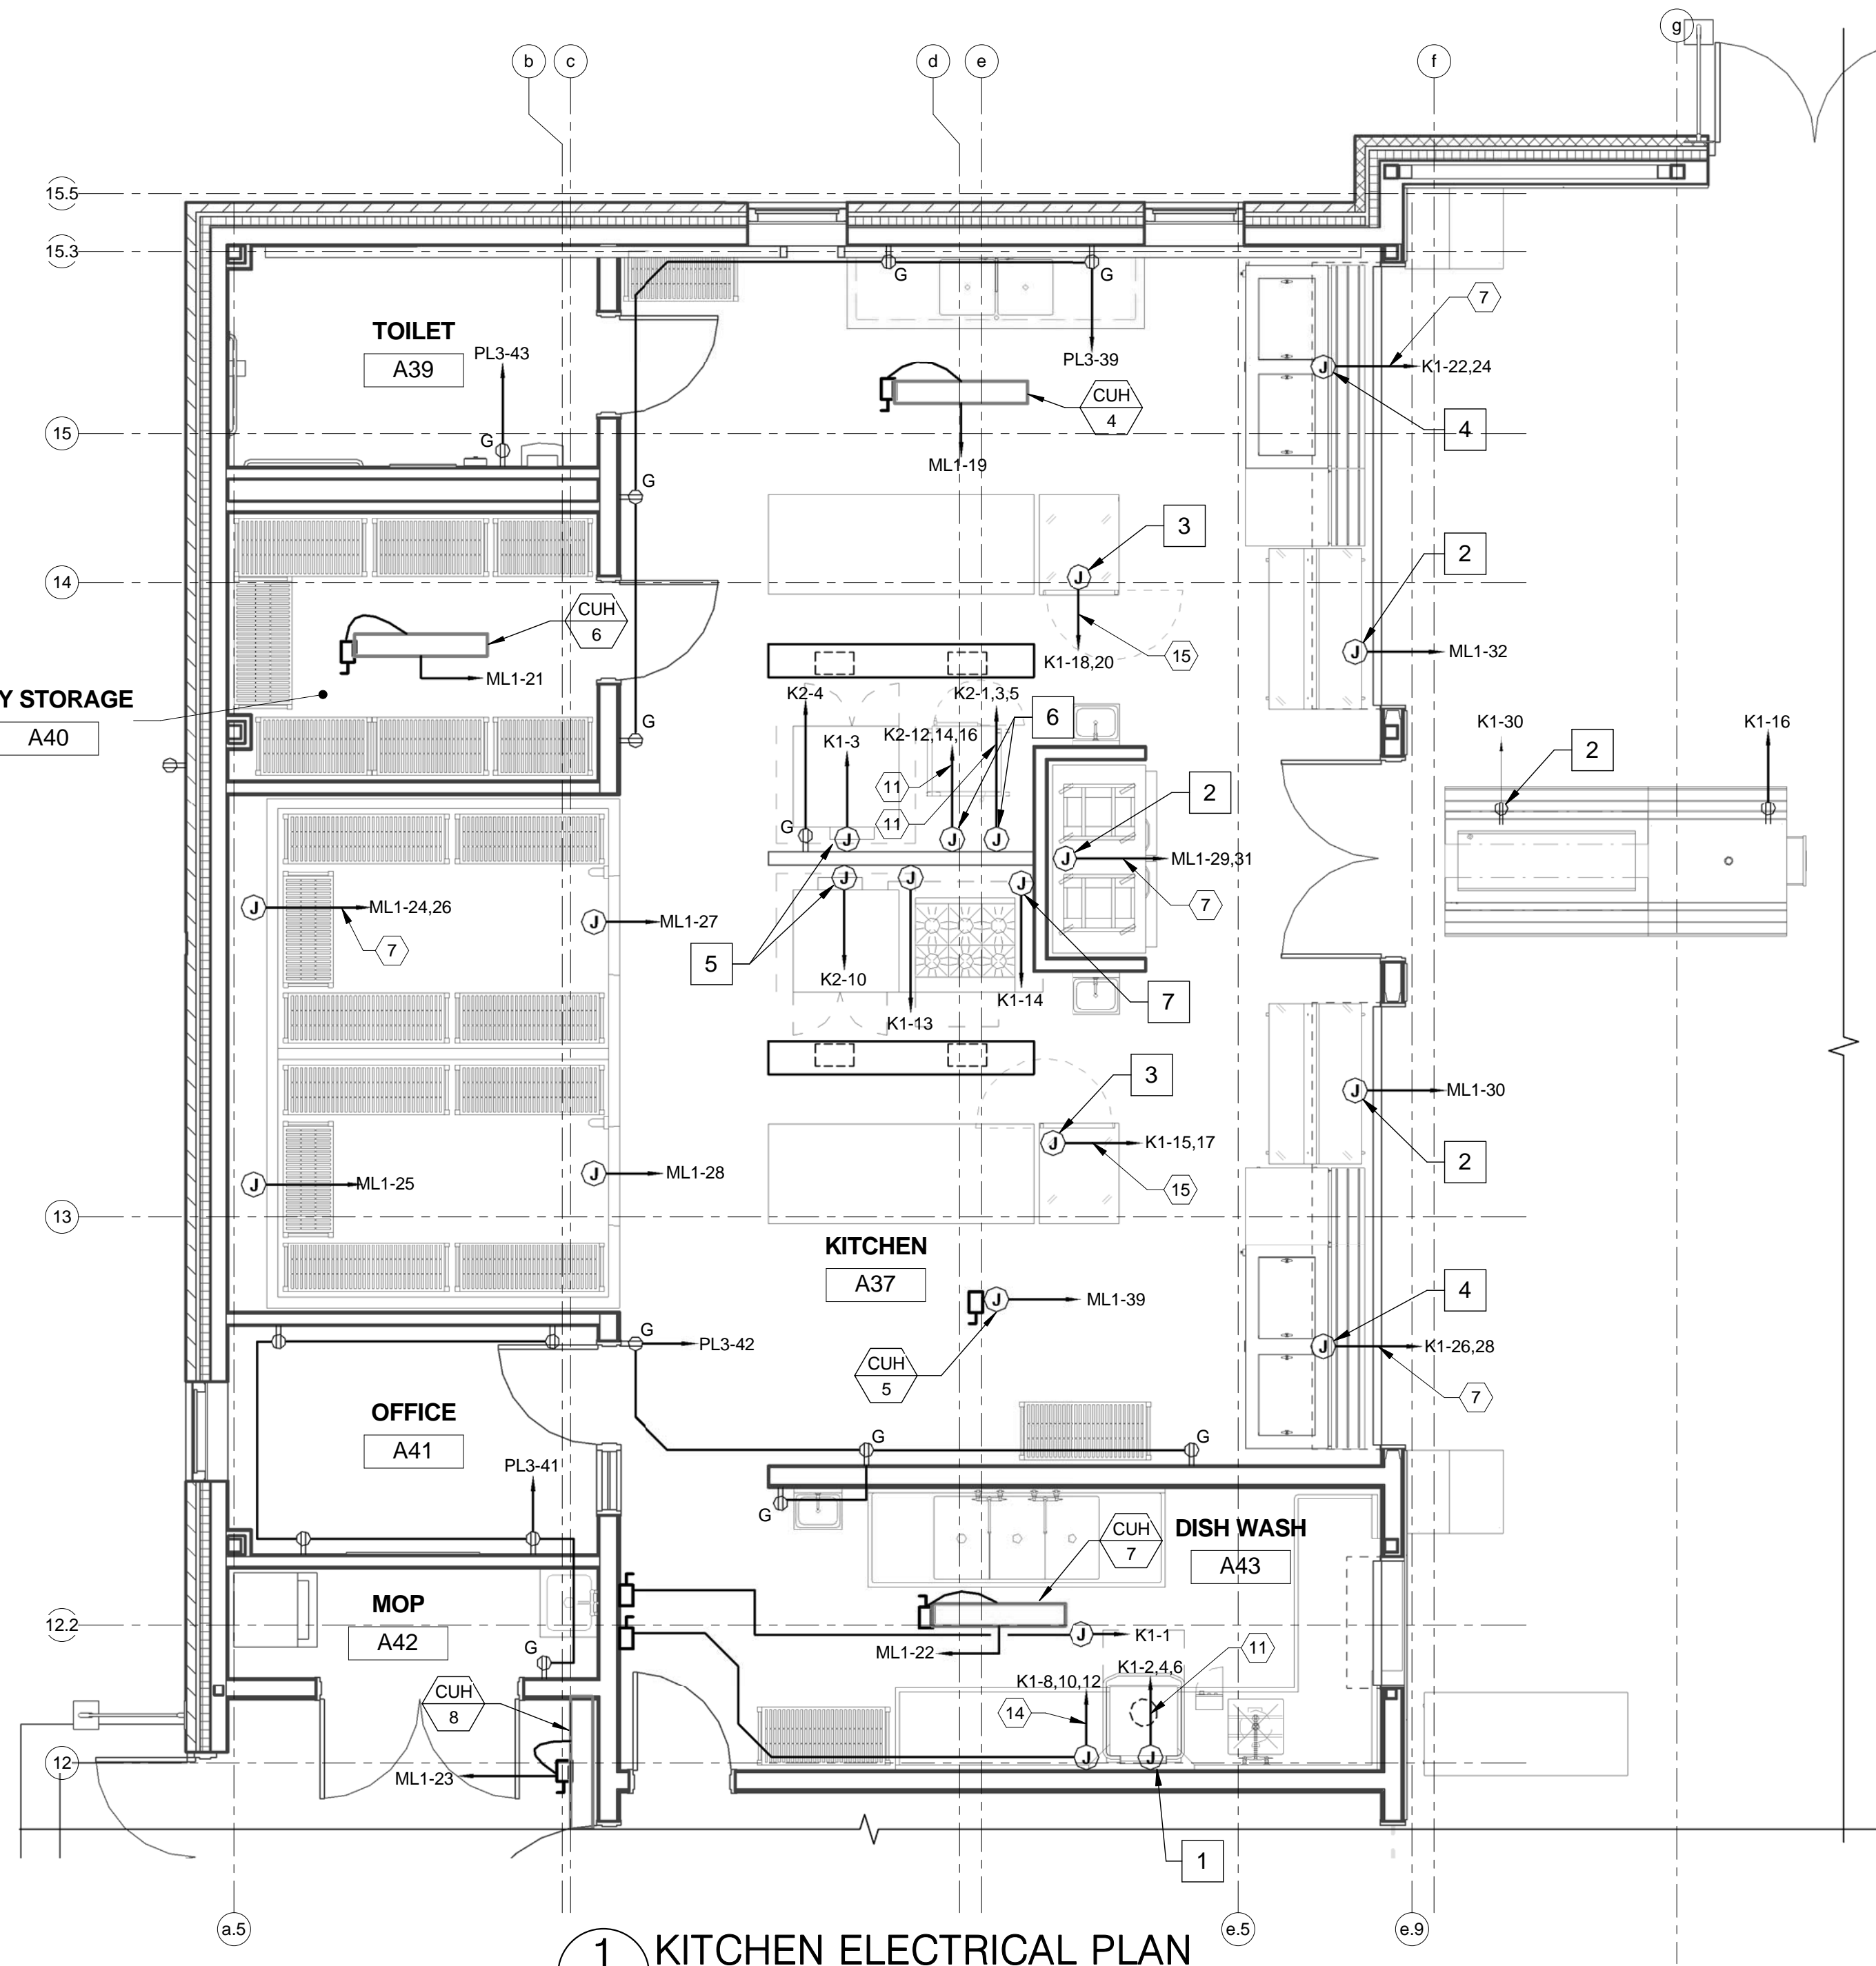 g
b
c
d
e
f
15.5
15.3
7
TOILET
A39
PL3-43
PL3-39
K1-22,24
CUH
4
4
15
G
G
G
ML1-19
G
3
2
14
CUH
6
J
J
J
K1-18,20
15
ML1-32
ML1-21
Y STORAGE
A40
K2-4
K2-1,3,5
6
G
K1-30
K1-16
K1-3
K2-12,14,16
2
11
2
11
G
J
J
J
J
ML1-29,31
7
J
ML1-24,26
J
ML1-27
J
J
J
7
5
K2-10
K1-14
7
K1-13
3
J
ML1-30
J
K1-15,17
J
ML1-28
2
J
ML1-25
15
13
KITCHEN
A37
4
J
ML1-39
G
PL3-42
J
K1-26,28
CUH
5
7
OFFICE
A41
G
G
PL3-41
G
CUH
7
DISH WASH
A43
MOP
A42
12.2
J
K1-1
11
ML1-22
G
K1-2,4,6
K1-8,10,12
CUH
8
14
12
J
J
ML1-23
1
a.5
e.5
e.9
1
KITCHEN ELECTRICAL PLAN